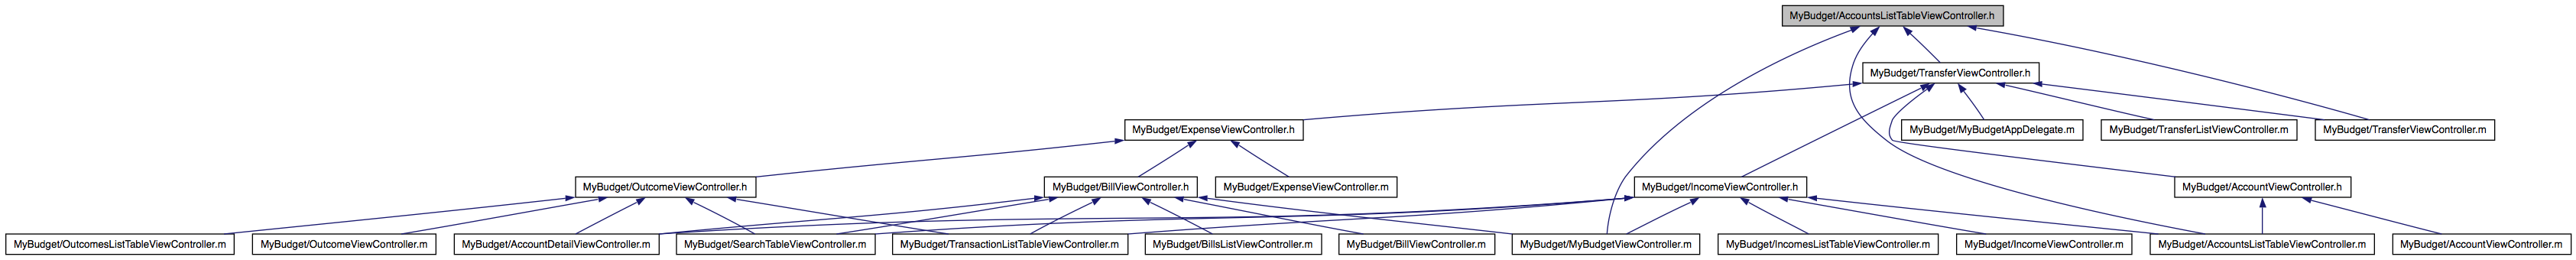 MyBudget/AccountsListTableViewController.h
MyBudget/TransferViewController.h
MyBudget/ExpenseViewController.h
MyBudget/MyBudgetAppDelegate.m
MyBudget/TransferListViewController.m
MyBudget/TransferViewController.m
MyBudget/OutcomeViewController.h
MyBudget/BillViewController.h
MyBudget/ExpenseViewController.m
MyBudget/IncomeViewController.h
MyBudget/AccountViewController.h
MyBudget/OutcomesListTableViewController.m
MyBudget/OutcomeViewController.m
MyBudget/AccountDetailViewController.m
MyBudget/SearchTableViewController.m
MyBudget/TransactionListTableViewController.m
MyBudget/BillsListViewController.m
MyBudget/BillViewController.m
MyBudget/MyBudgetViewController.m
MyBudget/IncomesListTableViewController.m
MyBudget/IncomeViewController.m
MyBudget/AccountsListTableViewController.m
MyBudget/AccountViewController.m